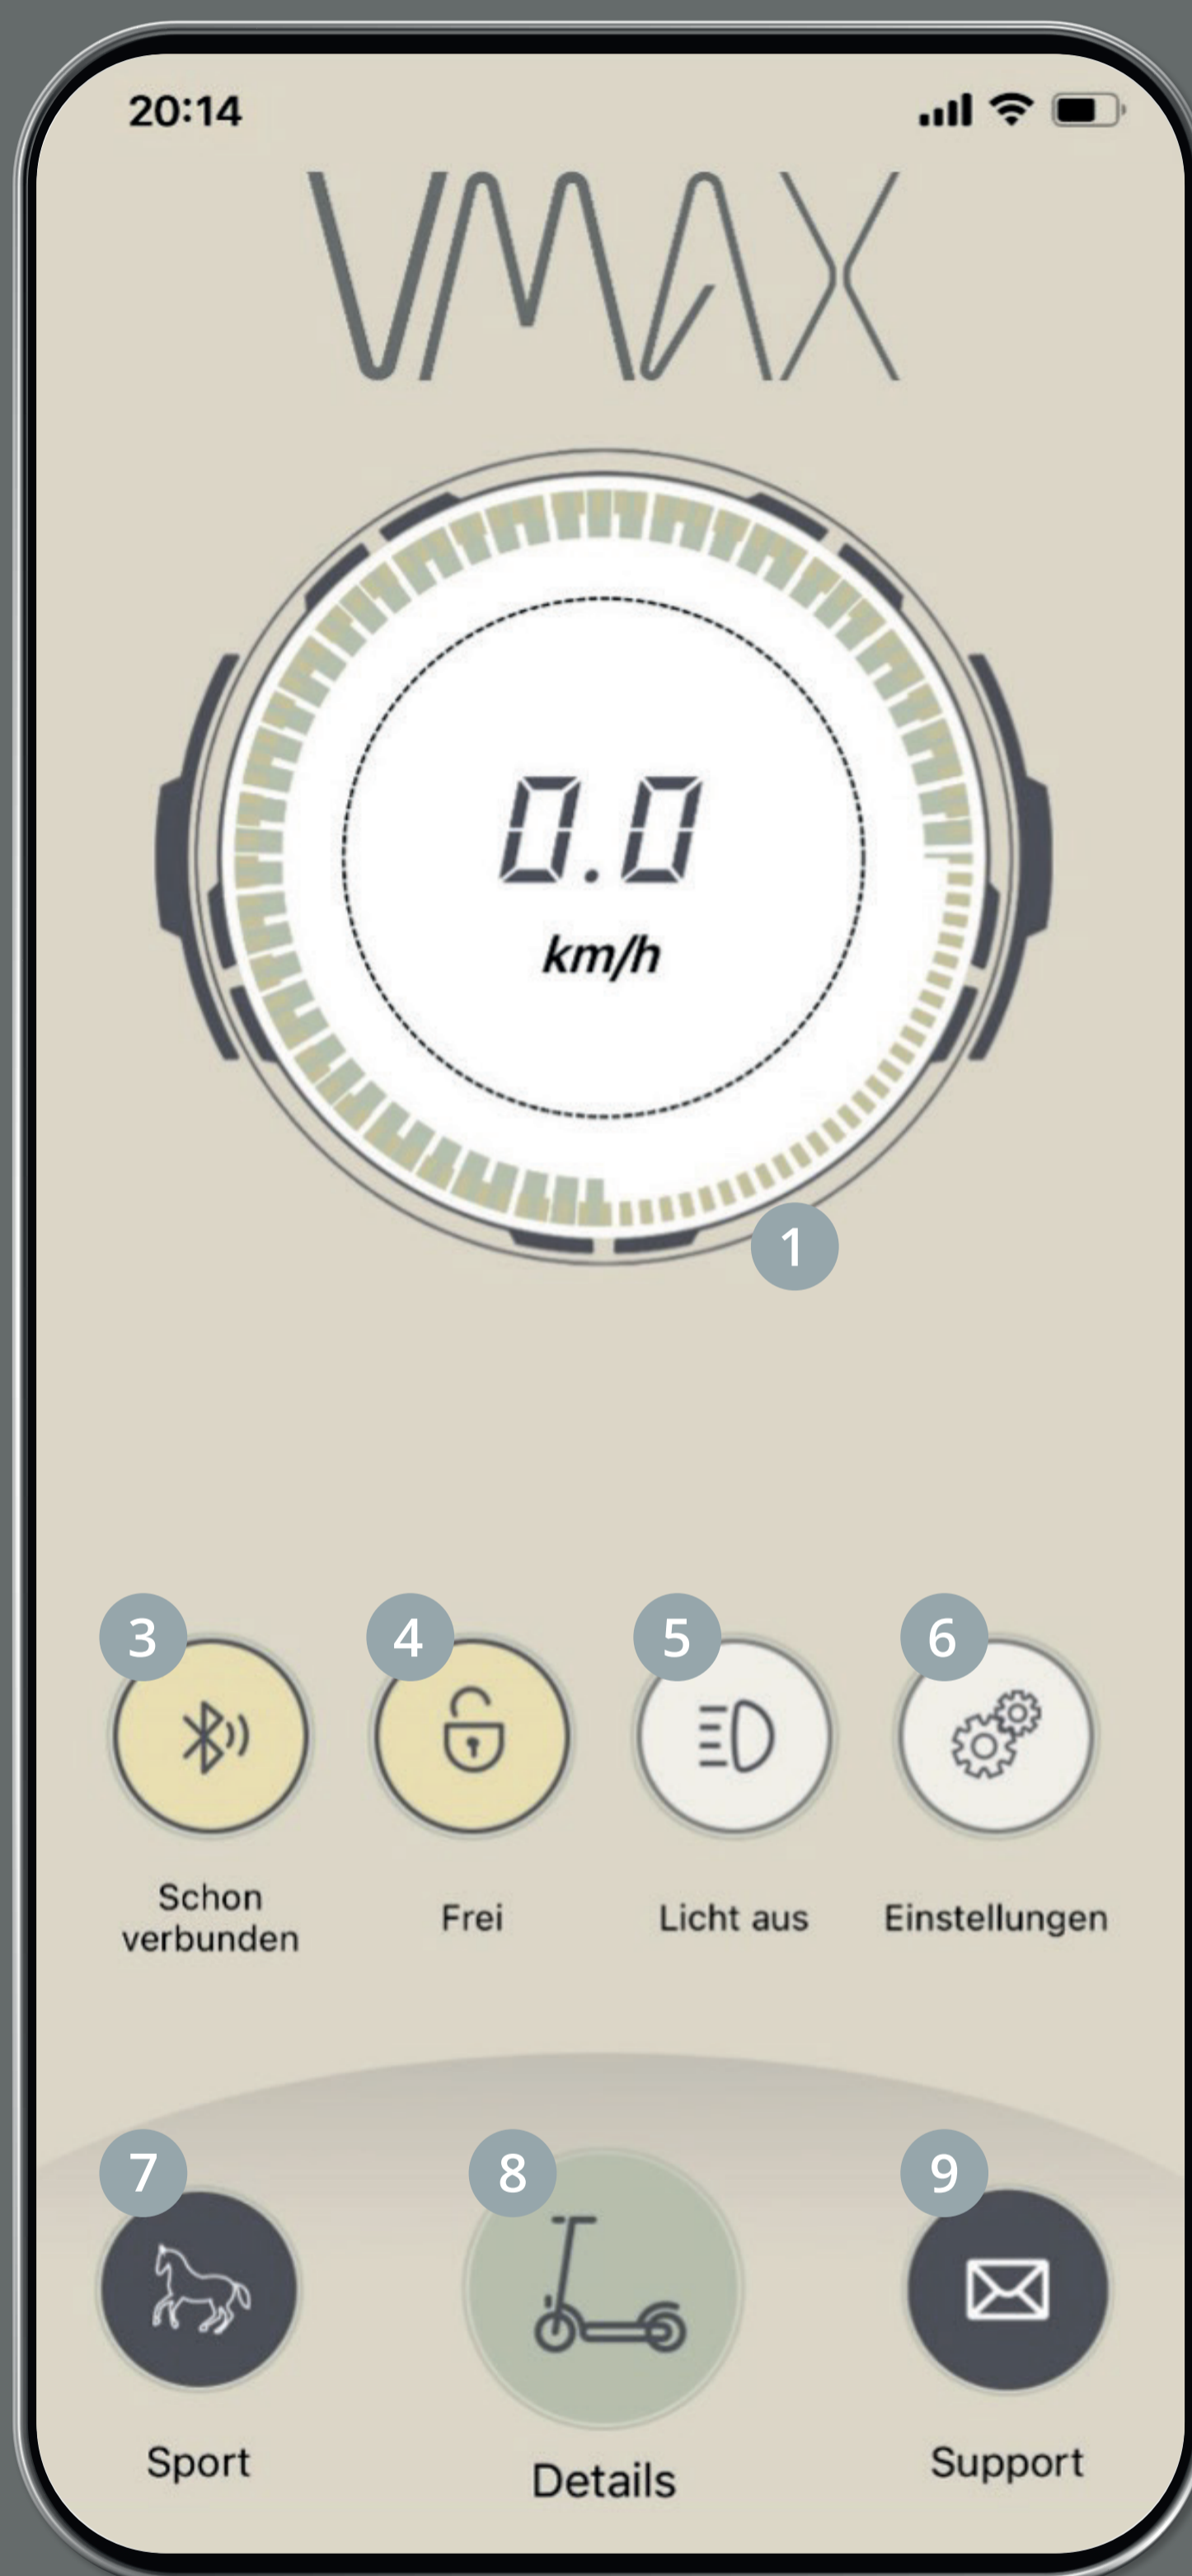 20:14
VMAX
0.0
km/h
1
3
4
5
6
Schon
verbunden
Frei
Licht aus
Einstellungen
7
8
9
Sport
Details
Support